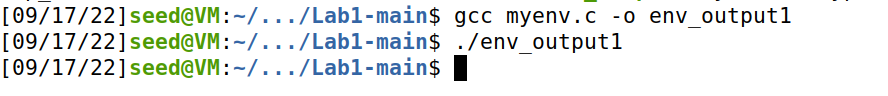 [09/17/22]seed@VM:~/.../Lab1-main$ gcc myenv.c -o env_output1
[09/17/22]seed@VM:~/.../Lab1-main$ ./env_output1
[09/17/22]seed@VM:~/.../Lab1-main$